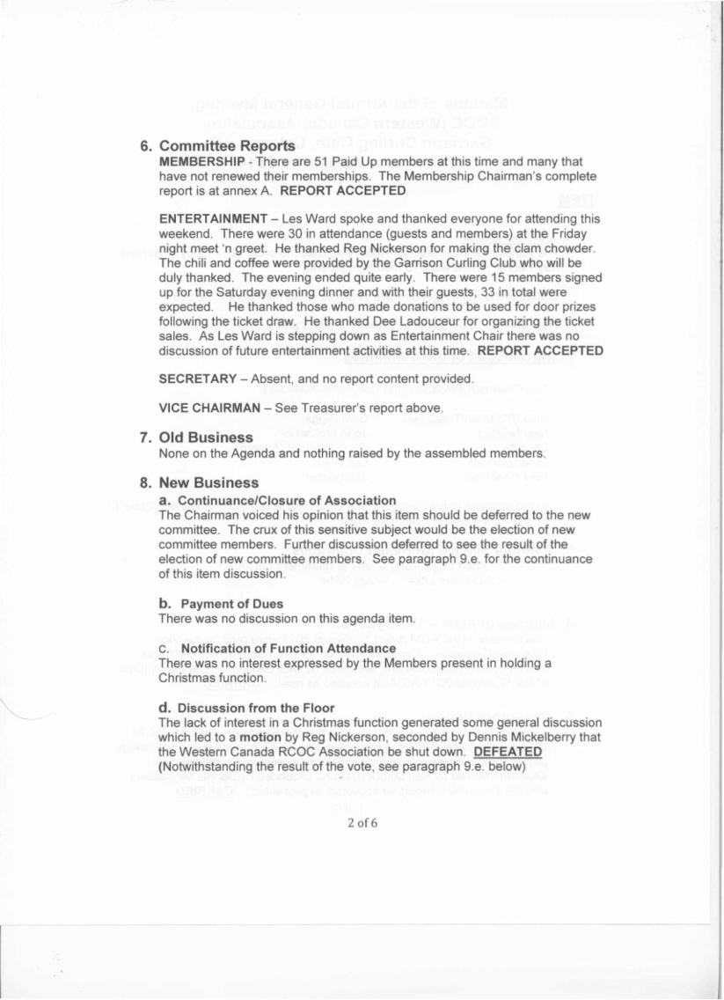 6. Committee Reports
MEMBERSHIP - There are 51 Paid Up members at this time and many that
have not renewed their memberships. The Membership Chairman's complete
report is at annex A. REPORT ACCEPTED
ENTERTAINMENT – Les Ward spoke and thanked everyone for attending this
weekend. There were 30 in attendance (guests and members) at the Friday
night meet 'n greet. He thanked Reg Nickerson for making the clam chowder.
The chili and coffee were provided by the Garrison Curling Club who will be
duly thanked. The evening ended quite early. There were 15 members signed
up for the Saturday evening dinner and with their guests, 33 in total were
expected. He thanked those who made donations to be used for door prizes
following the ticket draw. He thanked Dee Ladouceur for organizing the ticket
sales. As Les Ward is stepping down as Entertainment Chair there was no
discussion of future entertainment activities at this time. REPORT ACCEPTED
SECRETARY – Absent, and no report content provided.
VICE CHAIRMAN – See Treasurer's report above.
7. Old Business
None on the Agenda and nothing raised by the assembled members.
8. New Business
a. Continuance/Closure of Association
The Chairman voiced his opinion that this item should be deferred to the new
committee. The crux of this sensitive subject would be the election of new
committee members. Further discussion deferred to see the result of the
election of new committee members. See paragraph 9.e. for the continuance
of this item discussion.
b. Payment of Dues
There was no discussion on this agenda item.
c. Notification of Function Attendance
There was no interest expressed by the Members present in holding a
Christmas function.
d. Discussion from the Floor
The lack of interest in a Christmas function generated some general discussion
which led to a motion by Reg Nickerson, seconded by Dennis Mickelberry that
the Western Canada RCOC Association be shut down. DEFEATED
(Notwithstanding the result of the vote, see paragraph 9.e. below)
2 of 6